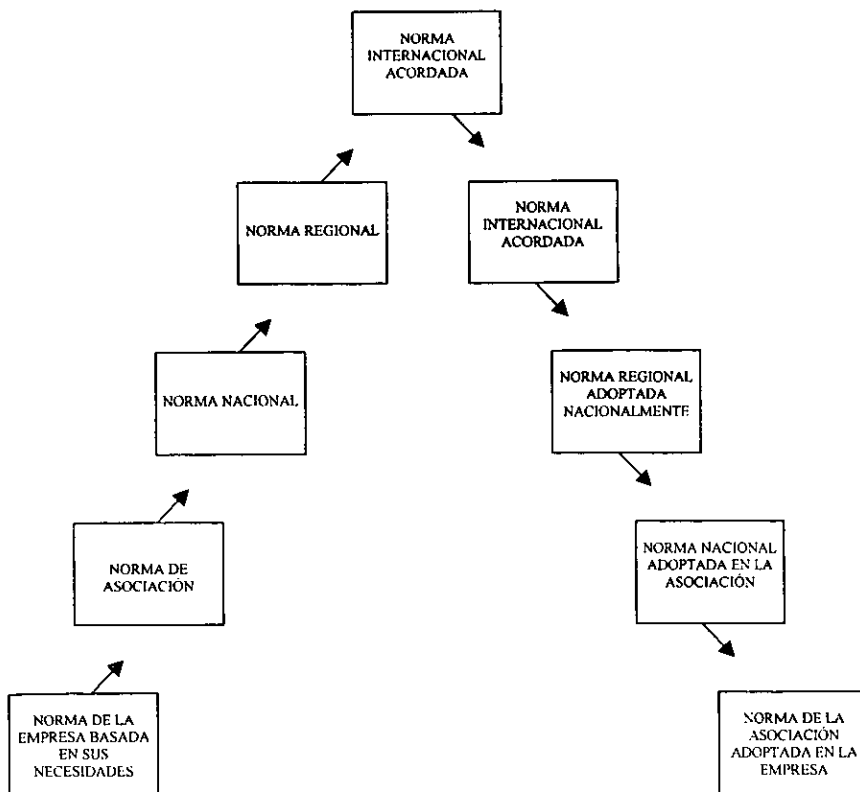 NORMA
INTERNACIONAL
ACORDADA
NORMA REGIONAL
NORMA
INTERNACIONAL
ACORDADA
NORMA NACIONAL
NORMA REGIONAL
ADOPTADA
NACIONALMENTE
NORMA DE
ASOCIACIÓN
NORMA NACIONAL
ADOPTADA EN LA
ASOCIACIÓN
NORMA DE LA
EMPRESA BASADA
EN SUS
NECESIDADES
NORMA DE LA
ASOCIACIÓN
ADOPTADA EN LA
EMPRESA